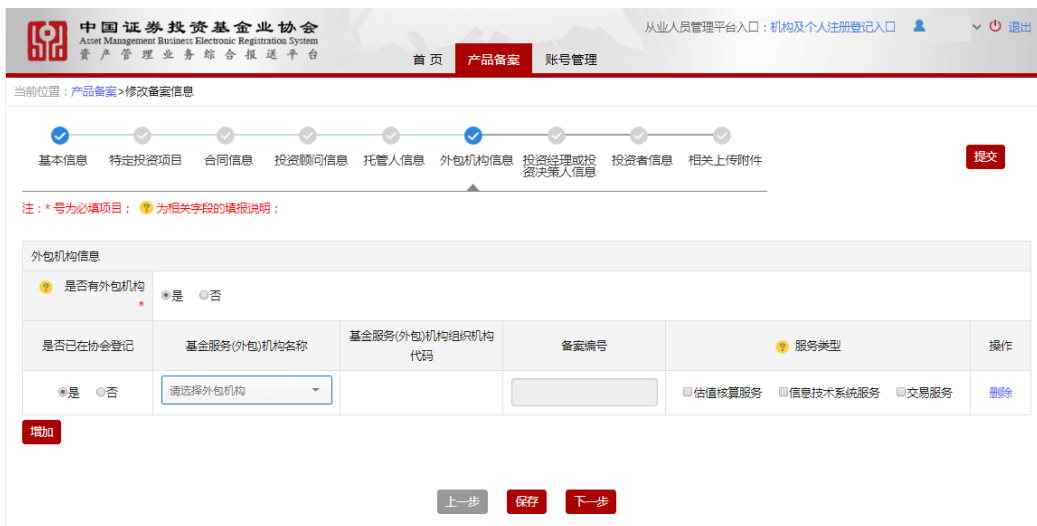 中国证券投资基金业协会
Asset Management Business Electronic Registration System
资产管理业务综合报送平台
从业人员管理平台入口：机构及个人注册登记入口
退出
首页 产品备案 账号管理
当前位置：产品备案>修改备案信息
基本信息 特定投资项目 合同信息 投资顾问信息 托管人信息 外包机构信息 投资经理或投 投资者信息 相关上传附件
资决策人信息
提交
注：* 号为必填项目； ? 为相关字段的填报说明；
外包机构信息
? 是否有外包机构
*
是 否
是否已在协会登记 基金服务(外包)机构名称 基金服务(外包)机构组织机构 备案编号 ? 服务类型 操作
代码
是 否 请选择外包机构 估值核算服务 信息技术系统服务 交易服务 删除
增加
上一步 保存 下一步